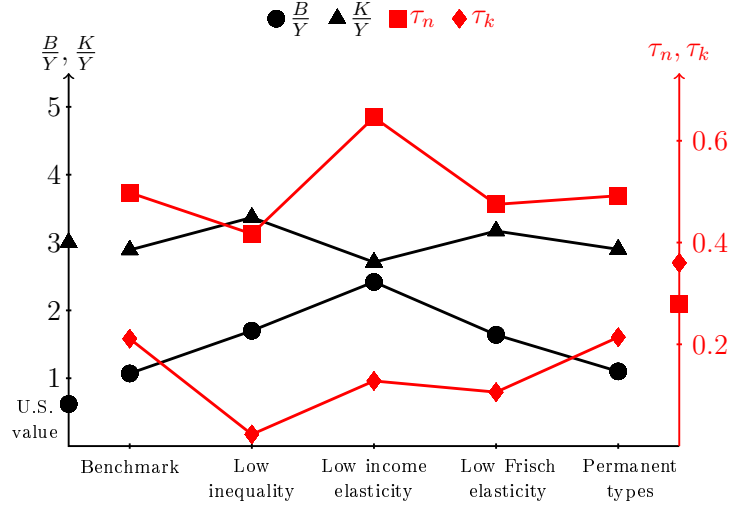 B/Y K/Y τn τk
B/Y, K/Y
τn, τk
5
4
3
2
1
0.6
0.4
0.2
U.S.
value
Benchmark
Low
inequality
Low income
elasticity
Low Frisch
elasticity
Permanent
types